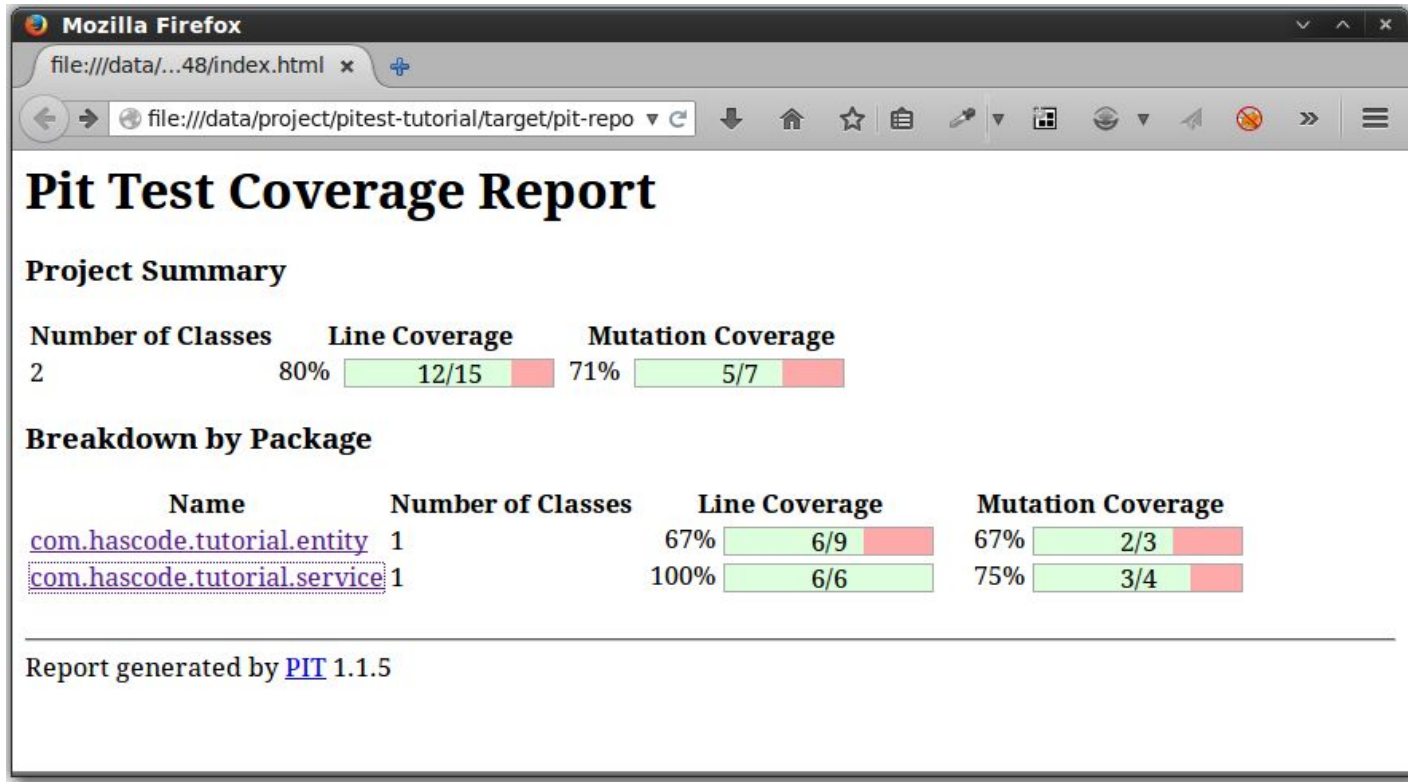 Mozilla Firefox
file:///data/...48/index.html
file:///data/project/pitest-tutorial/target/pit-repo
Pit Test Coverage Report
Project Summary
Number of Classes Line Coverage Mutation Coverage
2 80% 12/15 71% 5/7
Breakdown by Package
Name Number of Classes Line Coverage Mutation Coverage
com.hascode.tutorial.entity 1 67% 6/9 67% 2/3
com.hascode.tutorial.service 1 100% 6/6 75% 3/4
Report generated by PIT 1.1.5